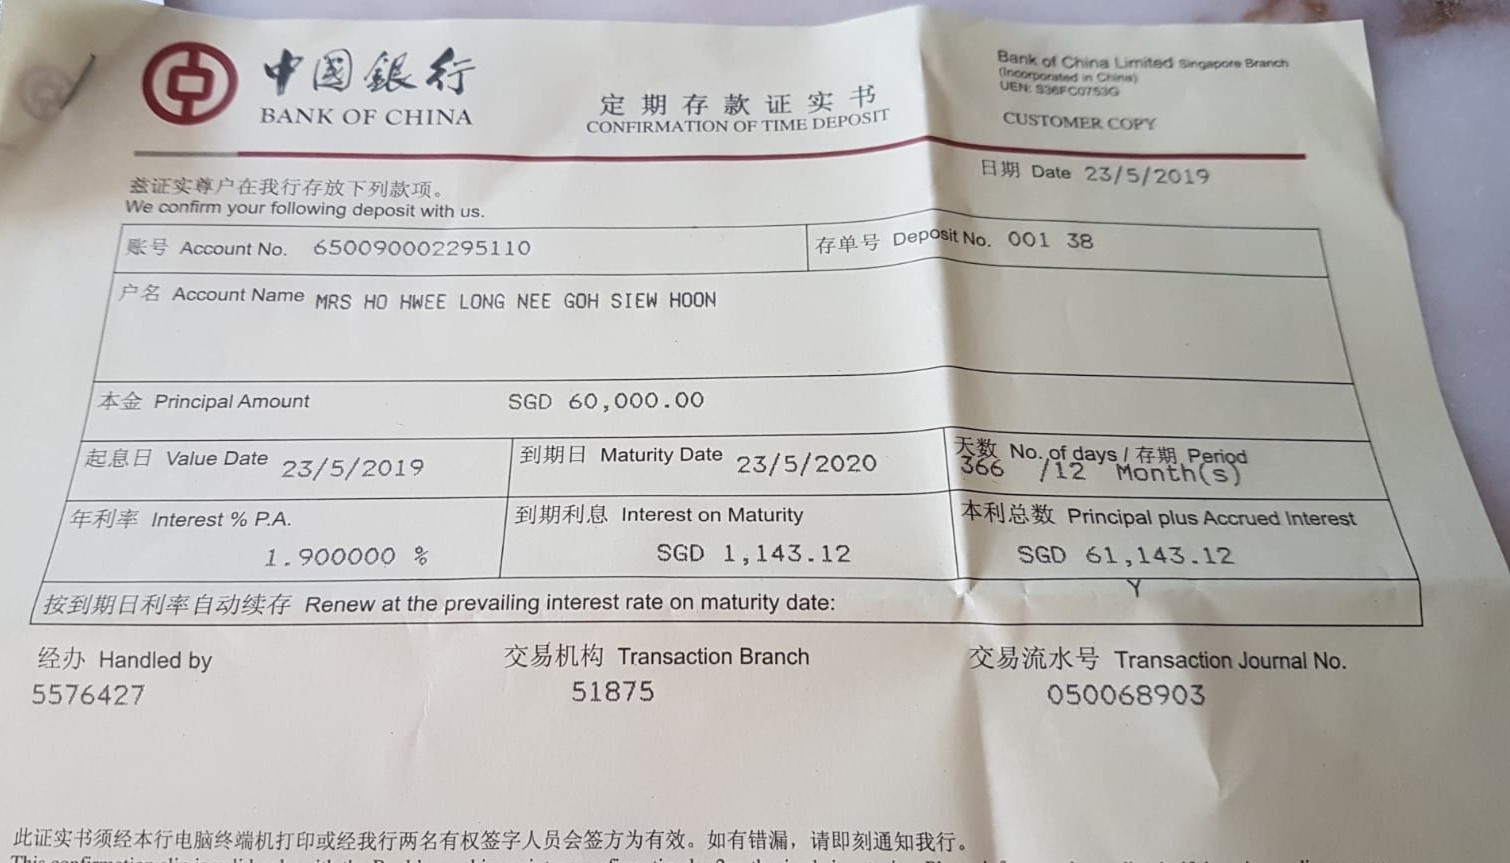 中國銀行
BANK OF CHINA
定期存款证实书
CONFIRMATION OF TIME DEPOSIT
Bank of China Limited Singapore Branch
(Incorporated in China)
UEN: S36FC0753G
CUSTOMER COPY
日期 Date 23/5/2019
兹证实尊户在我行存放下列款项。
We confirm your following deposit with us.
账号 Account No. 650090002295110
存单号 Deposit No. 001 38
户名 Account Name MRS HO HWEE LONG NEE GOH SIEW HOON
本金 Principal Amount SGD 60,000.00
起息日 Value Date 23/5/2019
到期日 Maturity Date 23/5/2020
天数 No. of days / 存期 Period
366 /12 Month(s)
年利率 Interest % P.A.
1.900000 %
到期利息 Interest on Maturity
SGD 1,143.12
本利总数 Principal plus Accrued Interest
SGD 61,143.12
按到期日利率自动续存 Renew at the prevailing interest rate on maturity date: Y
经办 Handled by
5576427
交易机构 Transaction Branch
51875
交易流水号 Transaction Journal No.
050068903
此证实书须经本行电脑终端机打印或经我行两名有权签字人员会签方为有效。如有错漏，请即刻通知我行。